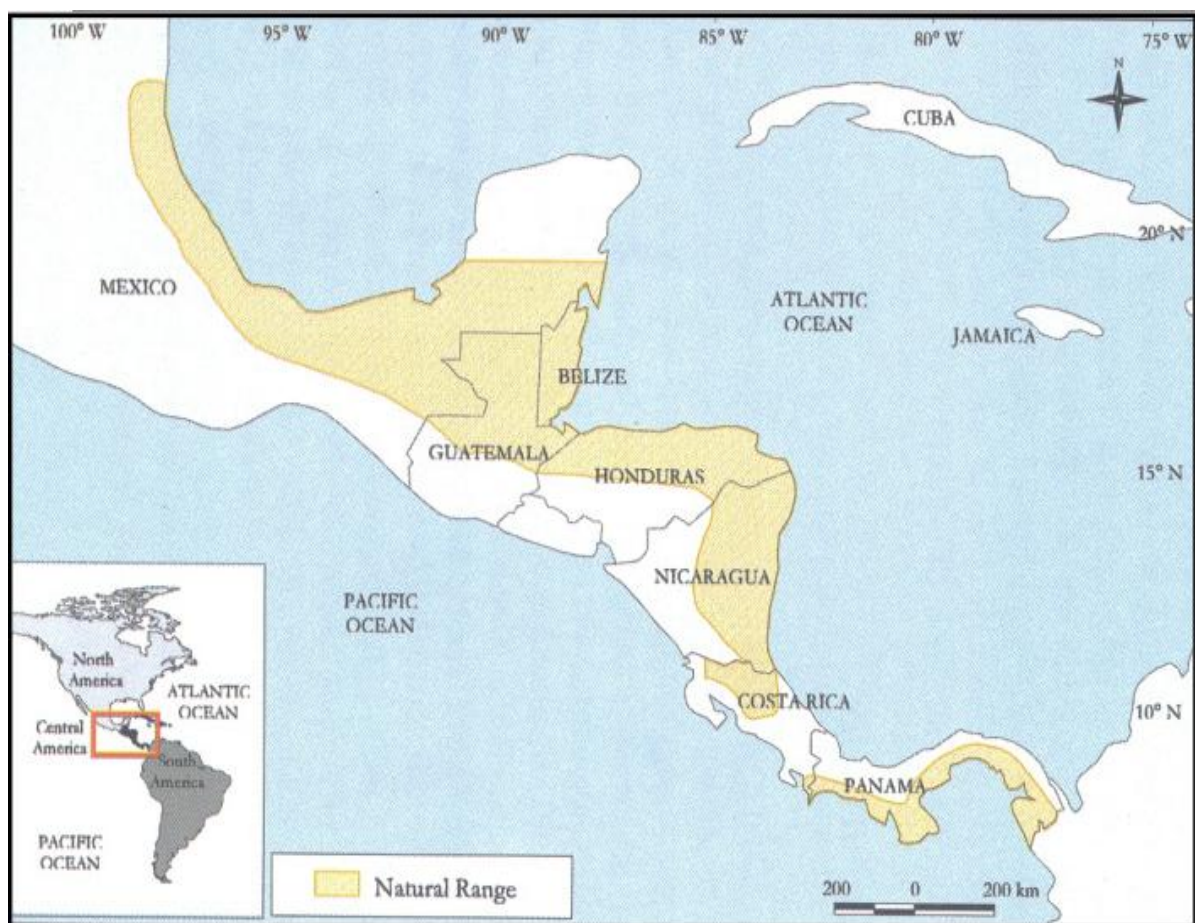 100° W
95° W
90° W
85° W
80° W
75° W
N
CUBA
20° N
MEXICO
ATLANTIC
OCEAN
JAMAICA
BELIZE
GUATEMALA
HONDURAS
15° N
NICARAGUA
PACIFIC
OCEAN
COSTA RICA
10° N
PANAMA
North
America
ATLANTIC
OCEAN
Central
America
South
America
PACIFIC
OCEAN
Natural Range
200 0 200 km